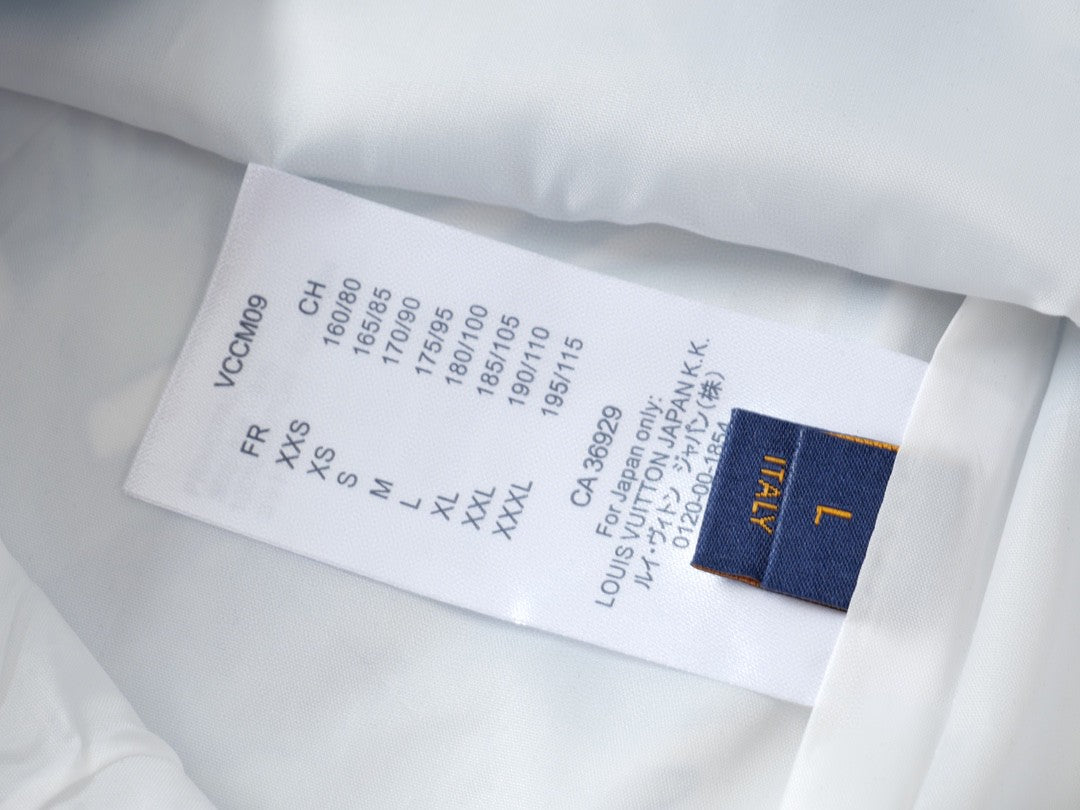 VCCM09
FR CH
XXS 160/80
XS 165/85
S 170/90
M 175/95
L 180/100
XL 185/105
XXL 190/110
XXXL 195/115
CA 36929
For Japan only:
LOUIS VUITTON JAPAN K.K.
ルイ・ヴィトン ジャパン(株)
0120-00-1854
ITALY
L